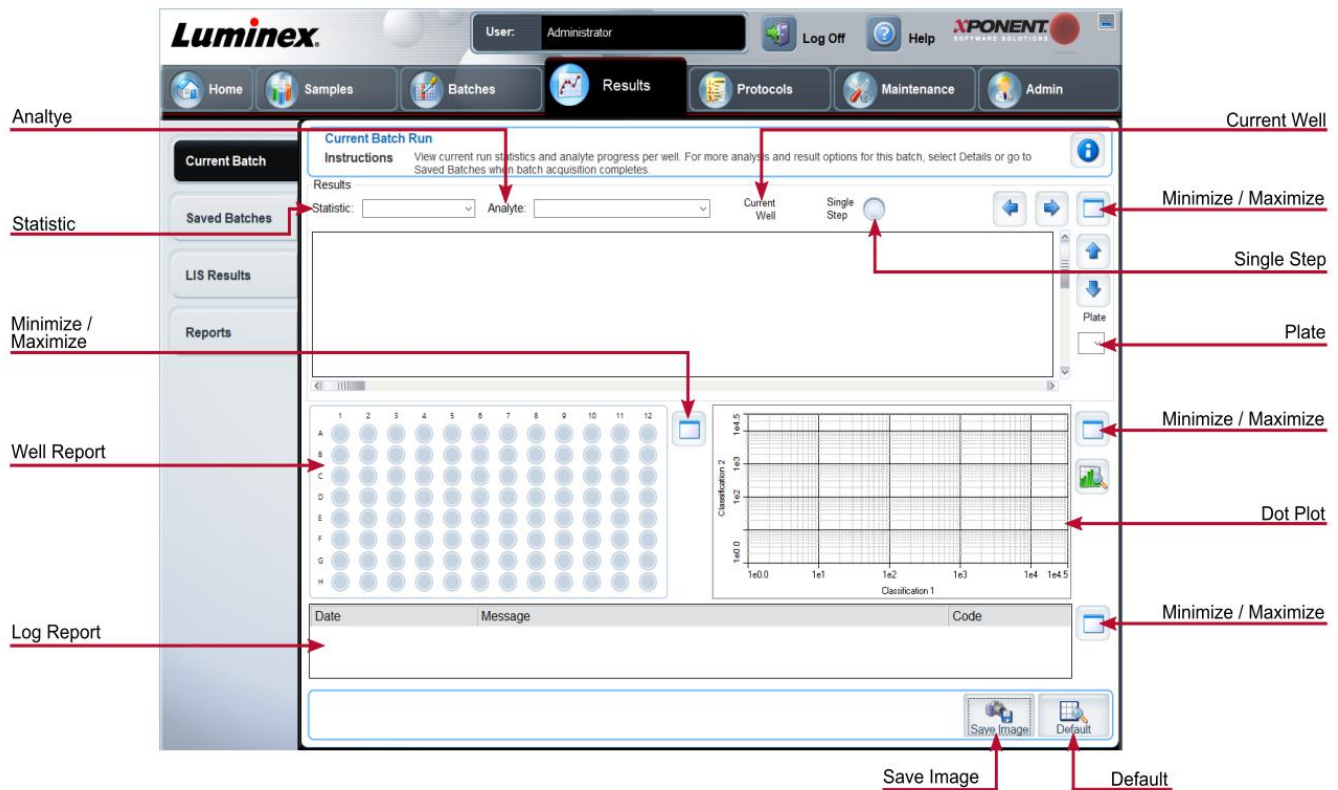 Luminex.
User: Administrator
Log Off
Help
XPONENT.
SOFTWARE SOLUTIONS
Home
Samples
Batches
Results
Protocols
Maintenance
Admin
Analtye
Current Well
Current Batch
Saved Batches
LIS Results
Reports
Current Batch Run
Instructions View current run statistics and analyte progress per well. For more analysis and result options for this batch, select Details or go to
Saved Batches when batch acquisition completes.
Results
Statistic:
Analyte:
Current
Well
Single
Step
Minimize / Maximize
Statistic
Single Step
Plate
Minimize /
Maximize
Plate
1 2 3 4 5 6 7 8 9 10 11 12
A
B
C
D
E
F
G
H
Well Report
Minimize / Maximize
Classification 2
1e4.5
1e3
1e2
1e0.0
1e0.0 1e1 1e2 1e3 1e4 1e4.5
Classification 1
Dot Plot
Date Message Code
Log Report
Minimize / Maximize
Save Image
Default
Save Image
Default